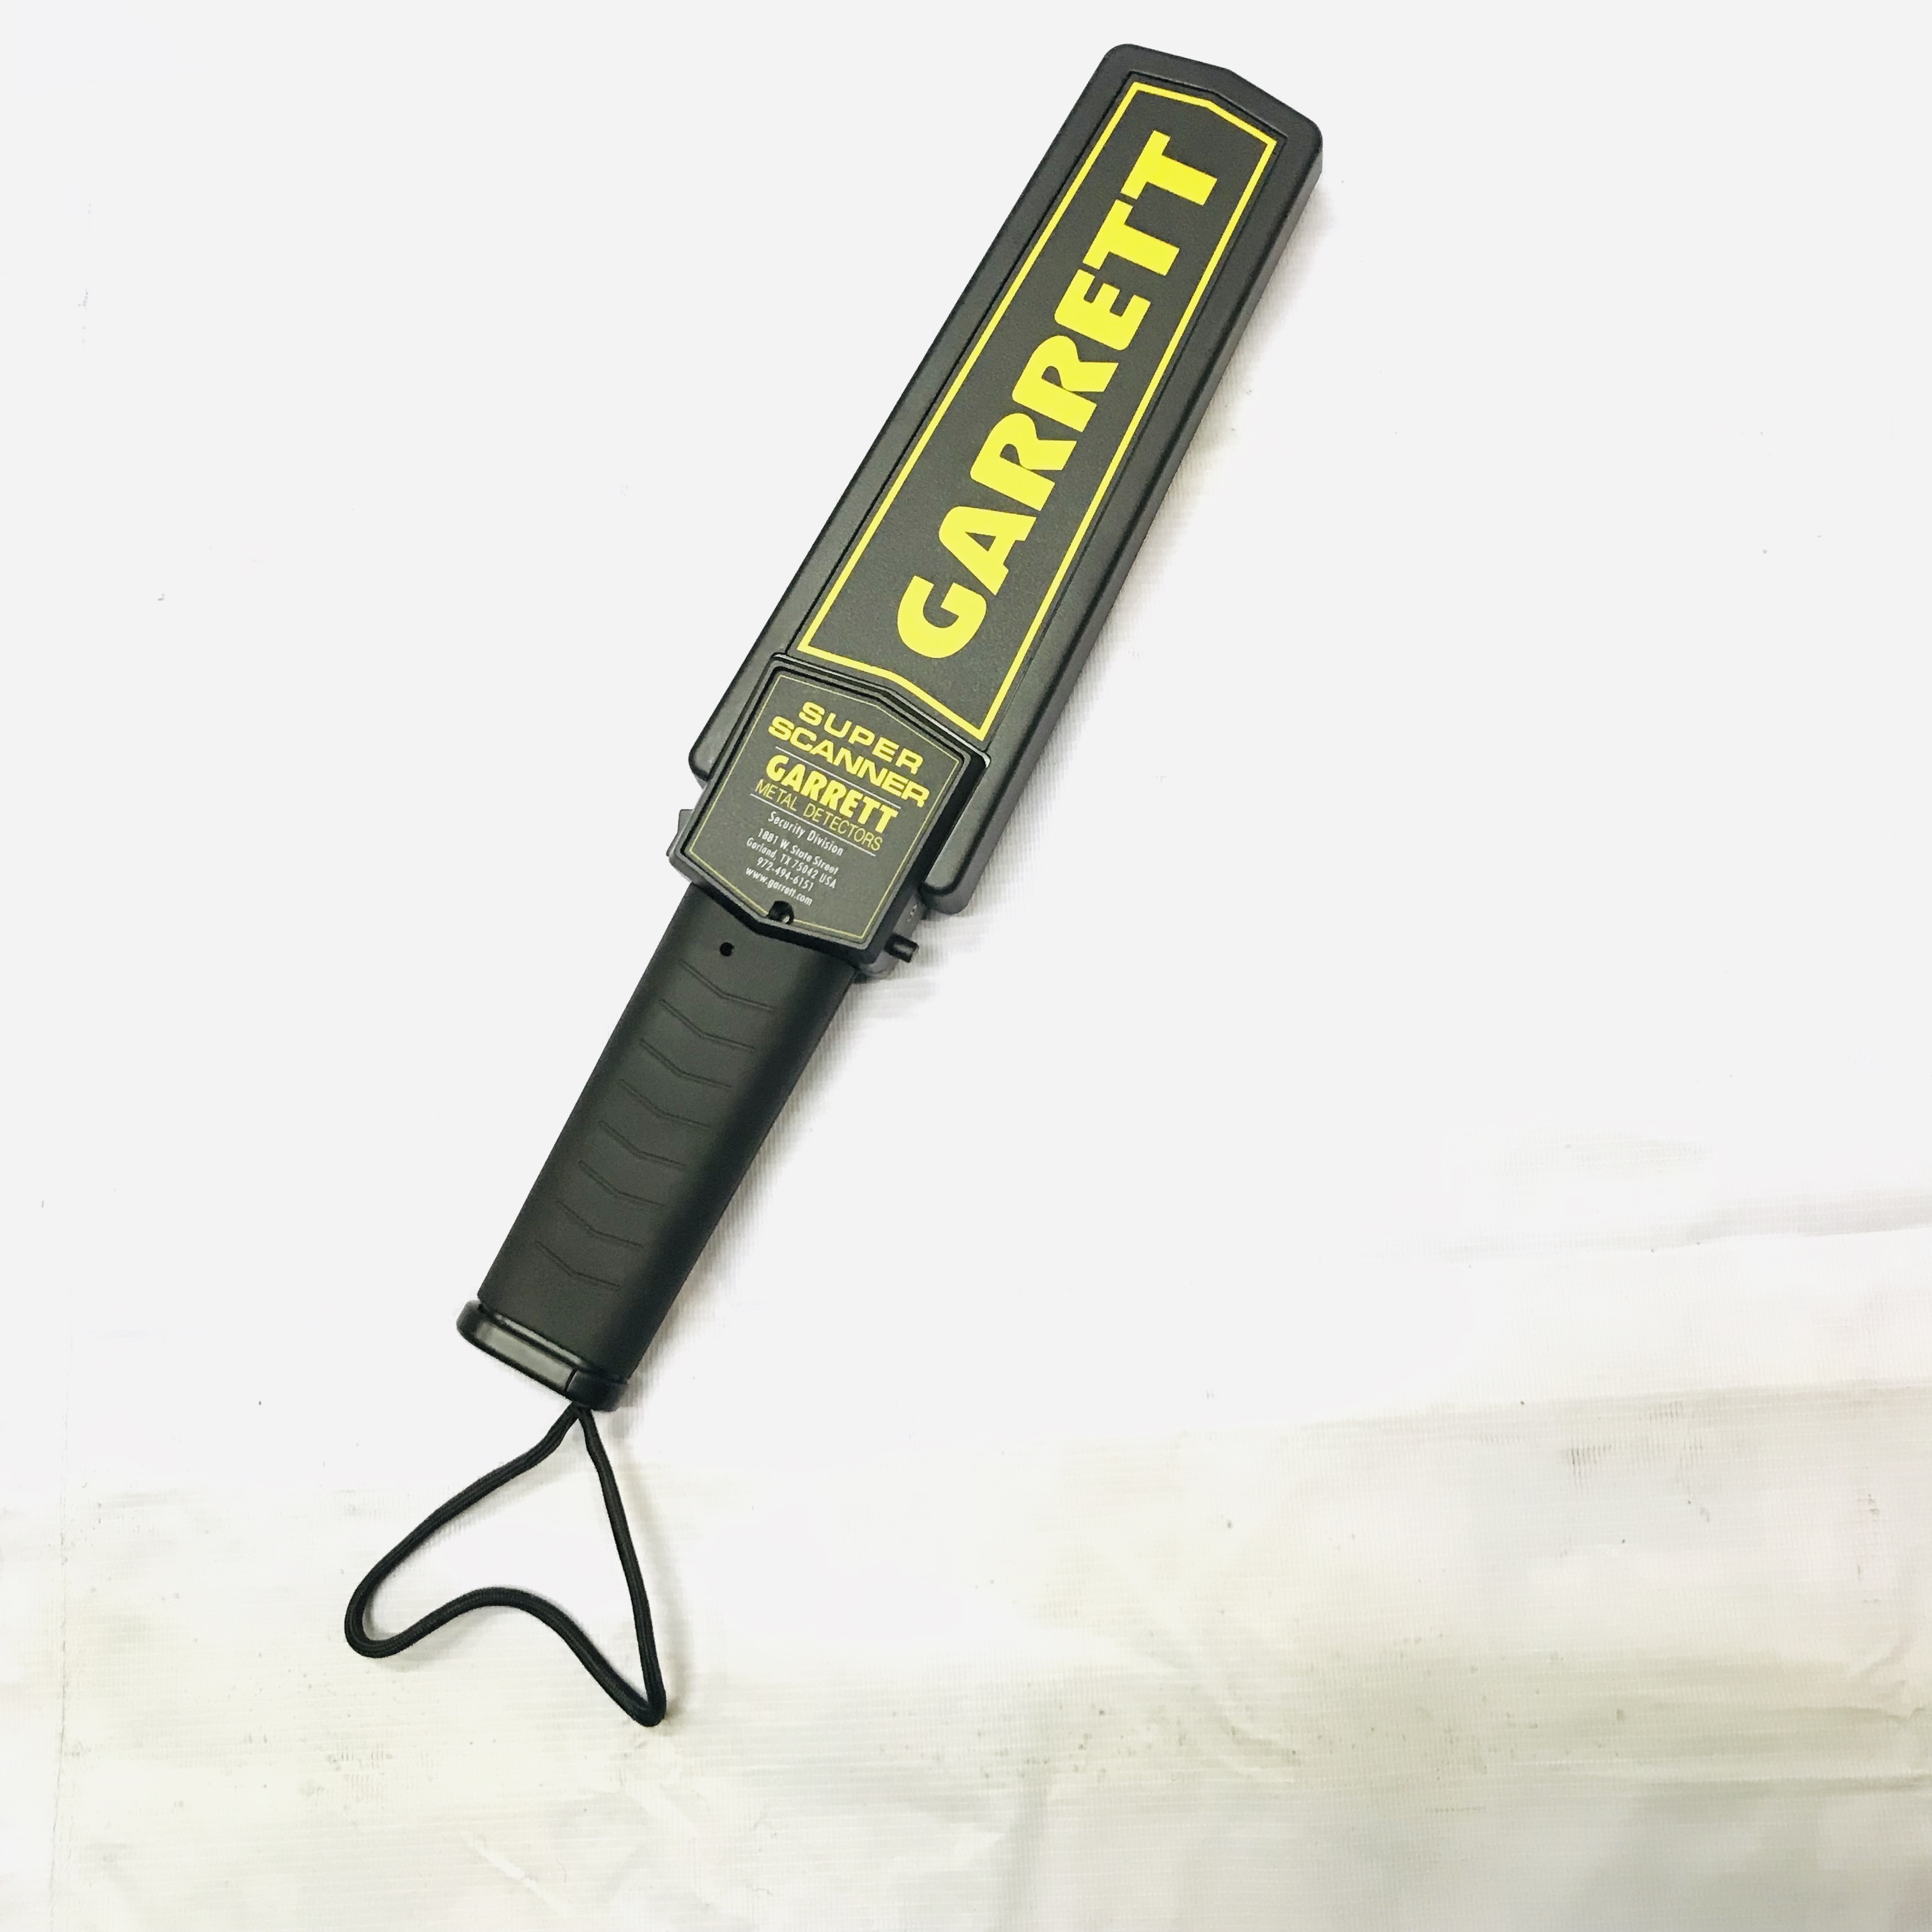 GARRETT
SUPER
SCANNER
GARRETT
METAL DETECTORS
Security Division
1881 W. State Street
Garland, TX 75042 USA
972-494-6151
www.garrett.com